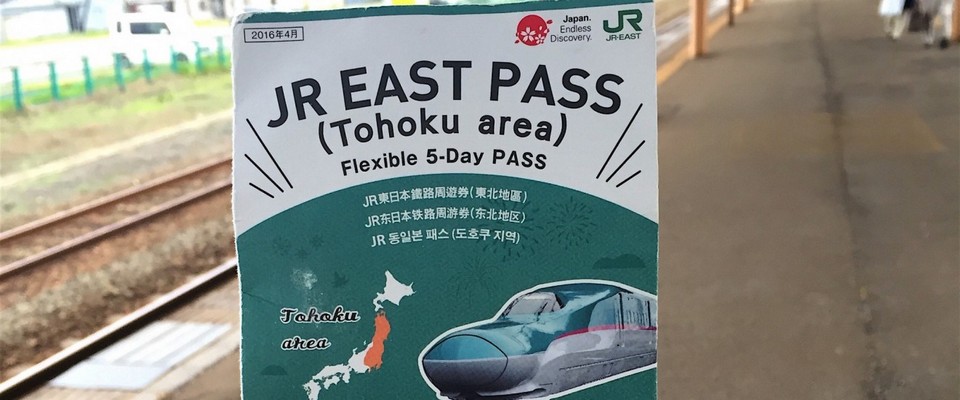 2016年4月
Japan.
Endless
Discovery.
JR
JR-EAST
JR EAST PASS
(Tohoku area)
Flexible 5-Day PASS
JR東日本鐵路周遊券(東北地區)
JR东日本铁路周游券(东北地区)
JR 동일본 패스 (도호쿠 지역)
Tohoku
area